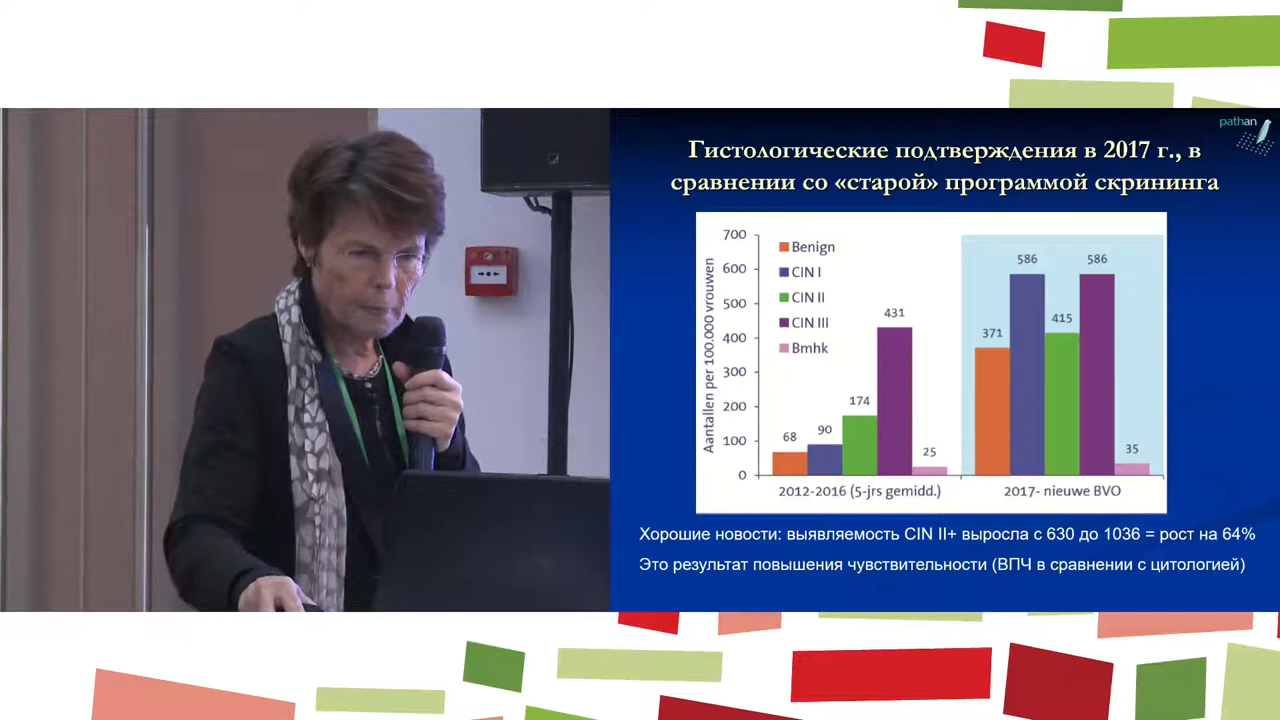 pathan
Гистологические подтверждения в 2017 г., в
сравнении со «старой» программой скрининга
Aantallen per 100.000 vrouwen
700
600
500
400
300
200
100
0
Benign
CIN I
CIN II
CIN III
Bmhk
68
90
174
431
25
371
586
415
586
35
2012-2016 (5-jrs gemidd.)
2017- nieuwe BVO
Хорошие новости: выявляемость CIN II+ выросла с 630 до 1036 = рост на 64%
Это результат повышения чувствительности (ВПЧ в сравнении с цитологией)